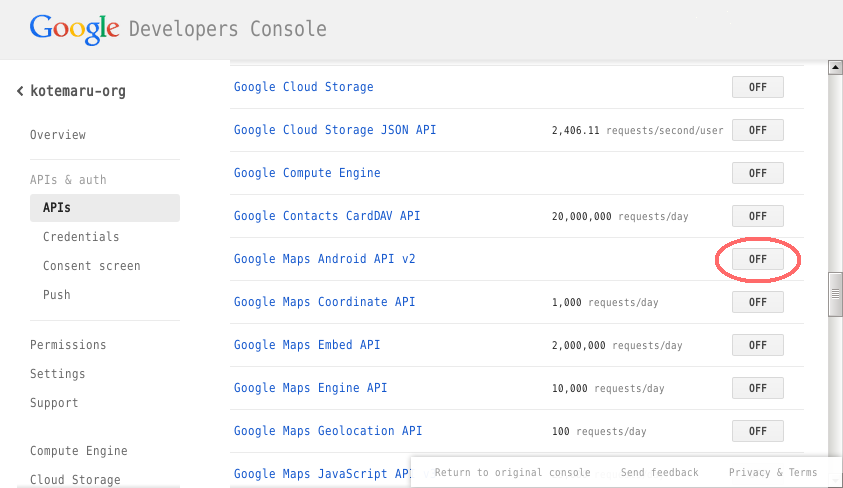 Google Developers Console
kotemaru-org
Overview
APIs & auth
APIs
Credentials
Consent screen
Push
Permissions
Settings
Support
Compute Engine
Cloud Storage
Google Cloud Storage OFF
Google Cloud Storage JSON API 2,406.11 requests/second/user OFF
Google Compute Engine OFF
Google Contacts CardDAV API 20,000,000 requests/day OFF
Google Maps Android API v2 OFF
Google Maps Coordinate API 1,000 requests/day OFF
Google Maps Embed API 2,000,000 requests/day OFF
Google Maps Engine API 10,000 requests/day OFF
Google Maps Geolocation API 100 requests/day OFF
Google Maps JavaScript API
Return to original console Send feedback Privacy & Terms